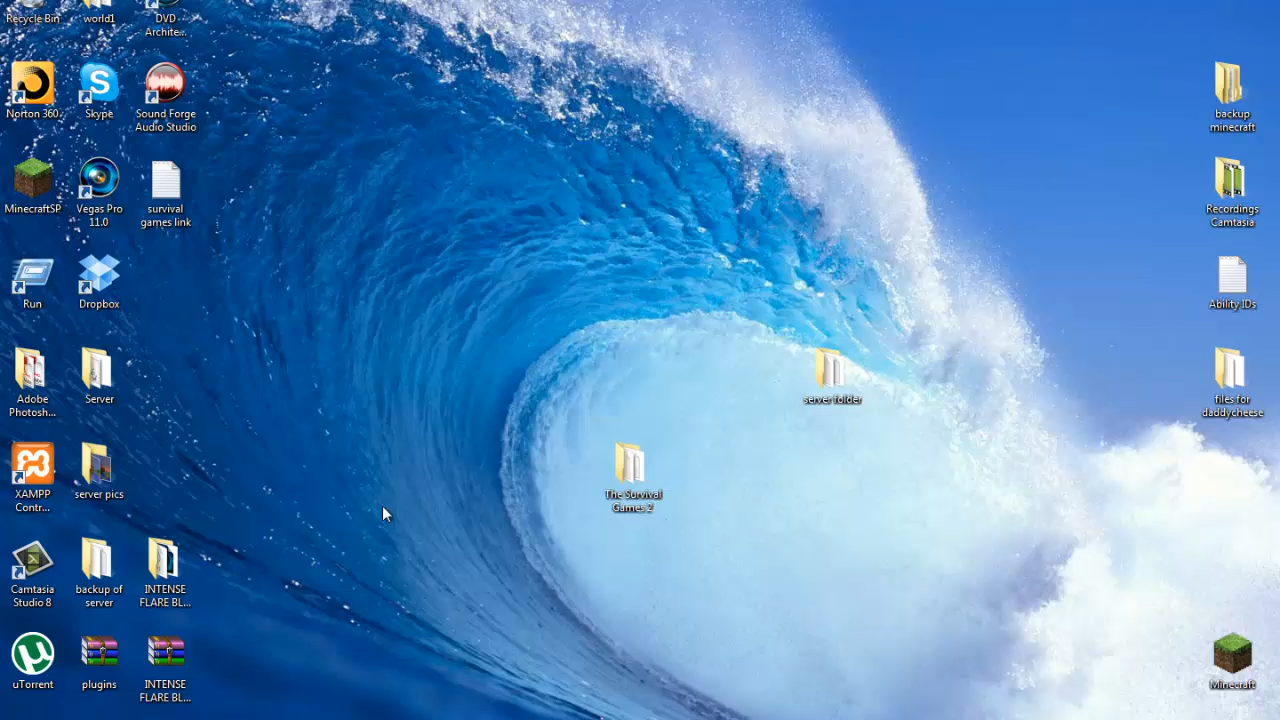 Recycle Bin
world1
DVD
Archite...
Norton 360
Skype
Sound Forge
Audio Studio
backup
minecraft
MinecraftSP
Vegas Pro
11.0
survival
games link
Recordings
Camtasia
Run
Dropbox
Ability IDs
Adobe
Photosh...
Server
server folder
files for
daddycheese
XAMPP
Contr...
server pics
The Survival
Games 2
Camtasia
Studio 8
backup of
server
INTENSE
FLARE BL...
uTorrent
plugins
INTENSE
FLARE BL...
Minecraft